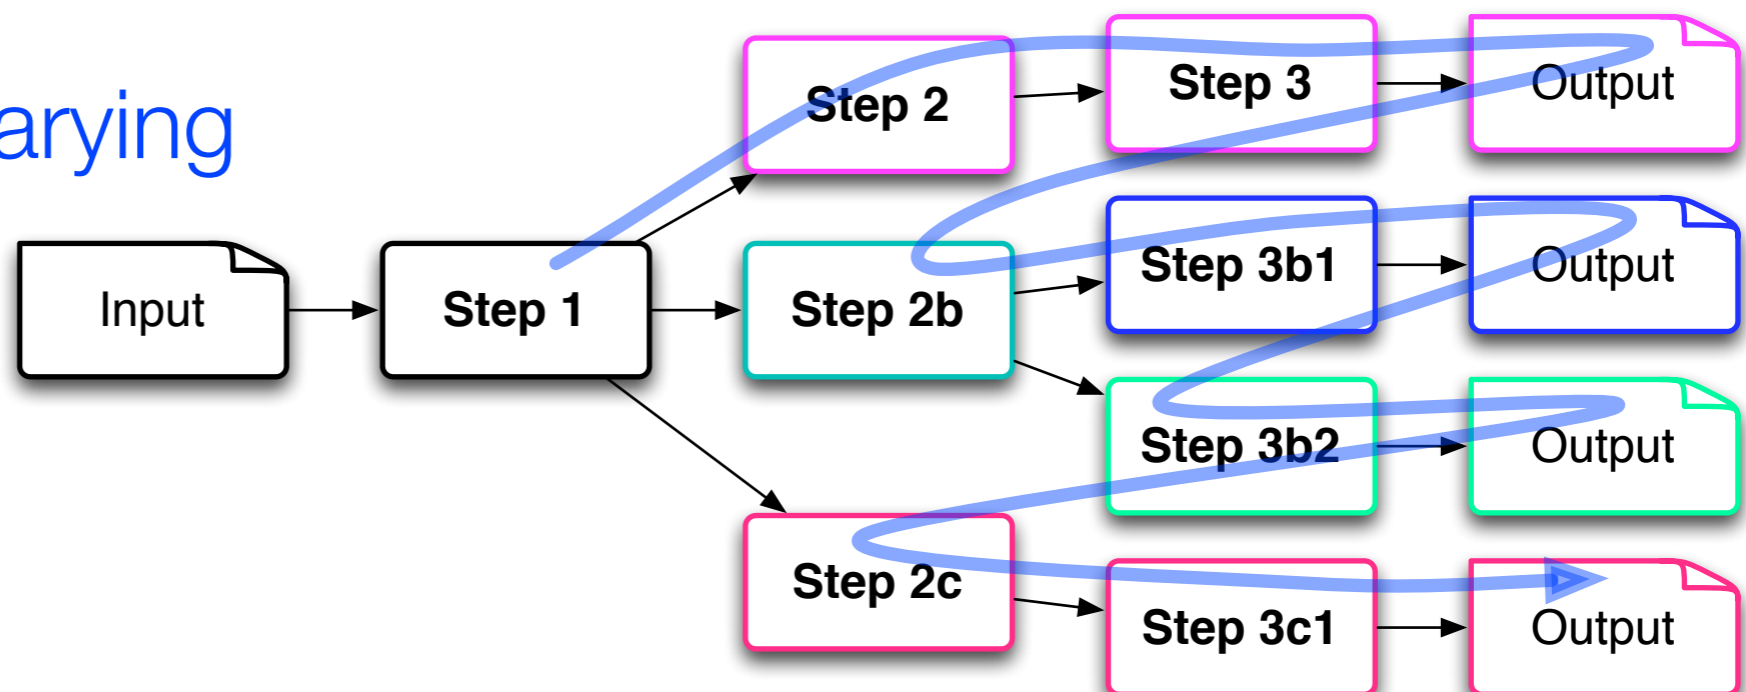 arying
Input
Step 1
Step 2
Step 3
Output
Step 2b
Step 3b1
Output
Step 3b2
Output
Step 2c
Step 3c1
Output